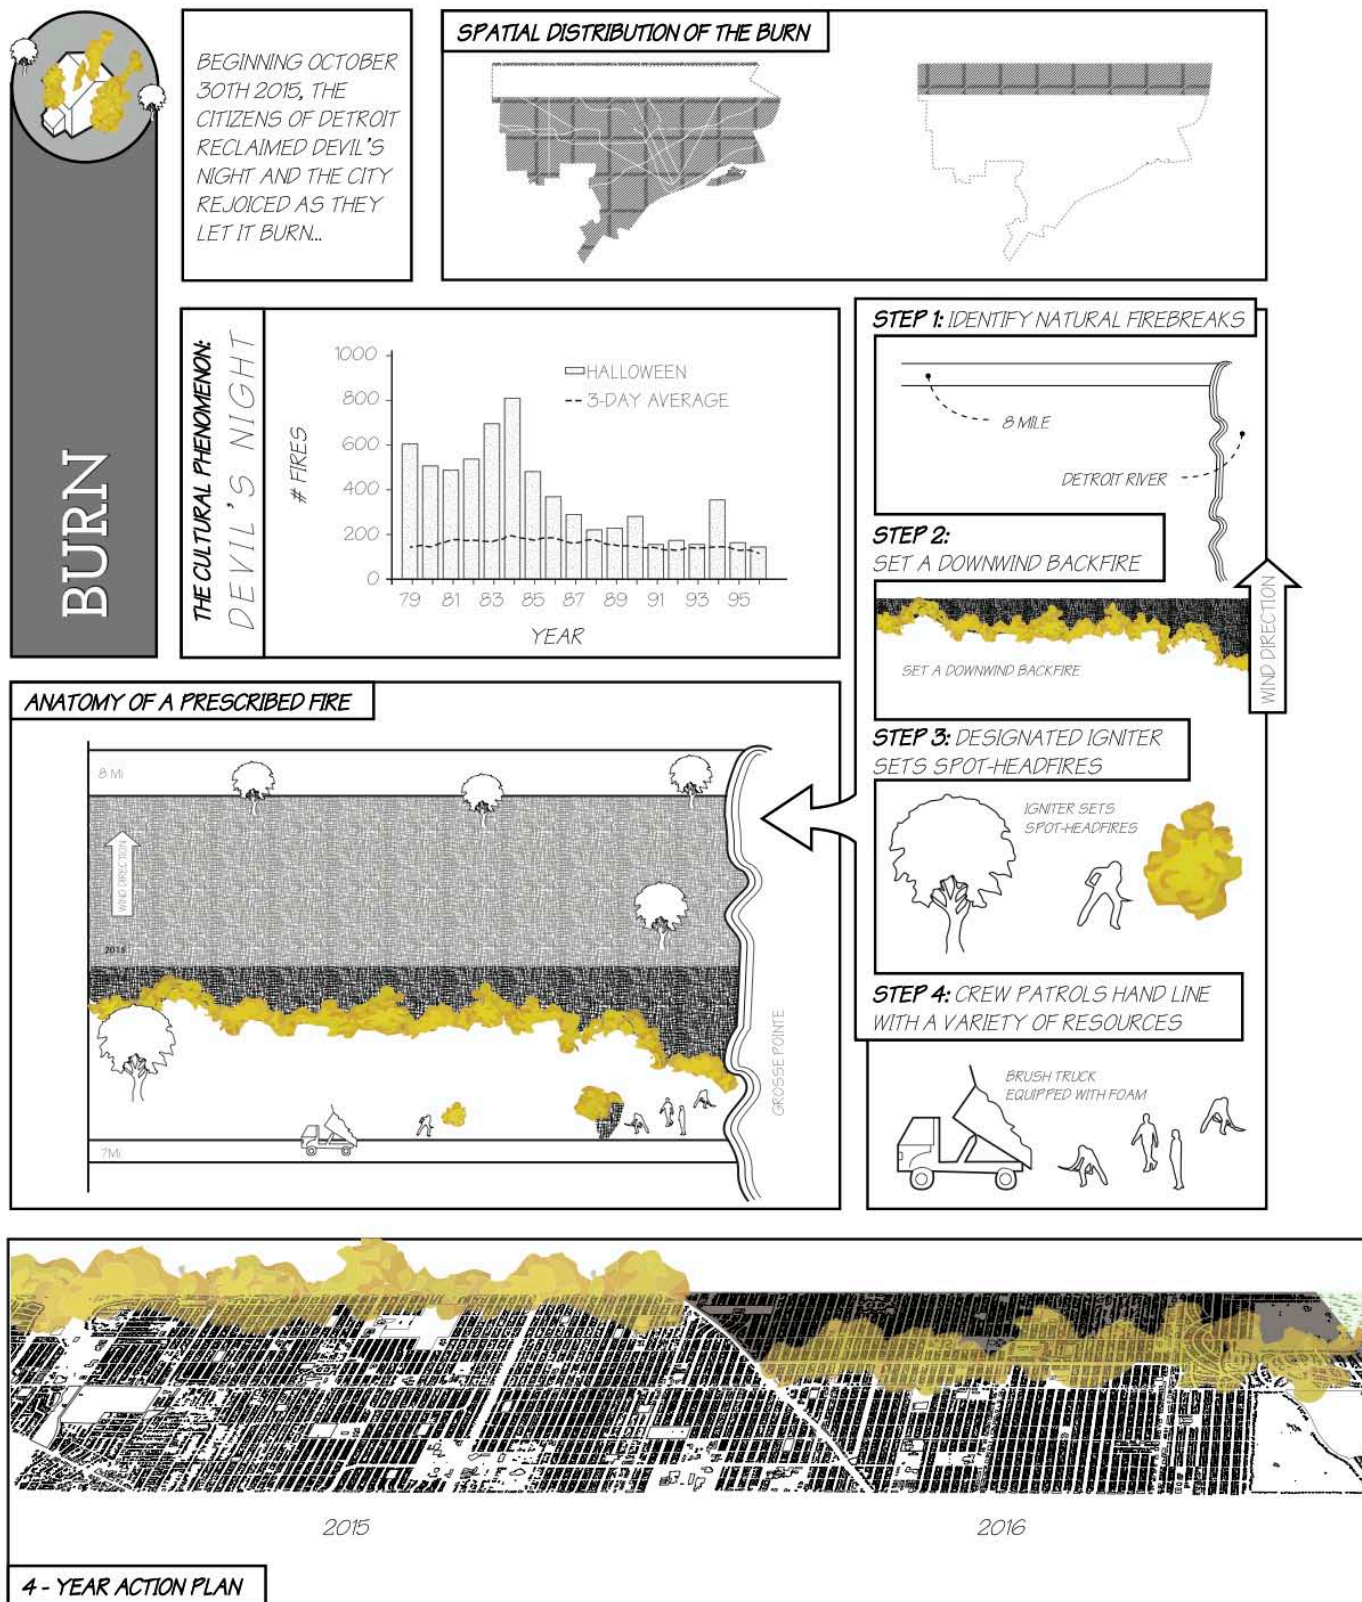 BURN
BEGINNING OCTOBER
30TH 2015, THE
CITIZENS OF DETROIT
RECLAIMED DEVIL'S
NIGHT AND THE CITY
REJOICED AS THEY
LET IT BURN...
SPATIAL DISTRIBUTION OF THE BURN
THE CULTURAL PHENOMENON:
DEVIL'S NIGHT
# FIRES
1000
800
600
400
200
0
HALLOWEEN
3-DAY AVERAGE
79 81 83 85 87 89 91 93 95
YEAR
STEP 1: IDENTIFY NATURAL FIREBREAKS
8 MILE
DETROIT RIVER
STEP 2:
SET A DOWNWIND BACKFIRE
SET A DOWNWIND BACKFIRE
WIND DIRECTION
STEP 3: DESIGNATED IGNITER
SETS SPOT-HEADFIRES
IGNITER SETS
SPOT-HEADFIRES
STEP 4: CREW PATROLS HAND LINE
WITH A VARIETY OF RESOURCES
BRUSH TRUCK
EQUIPPED WITH FOAM
ANATOMY OF A PRESCRIBED FIRE
8 Mi
WIND DIRECTION
2015
7Mi
GROSSE POINTE
2015
2016
4 - YEAR ACTION PLAN